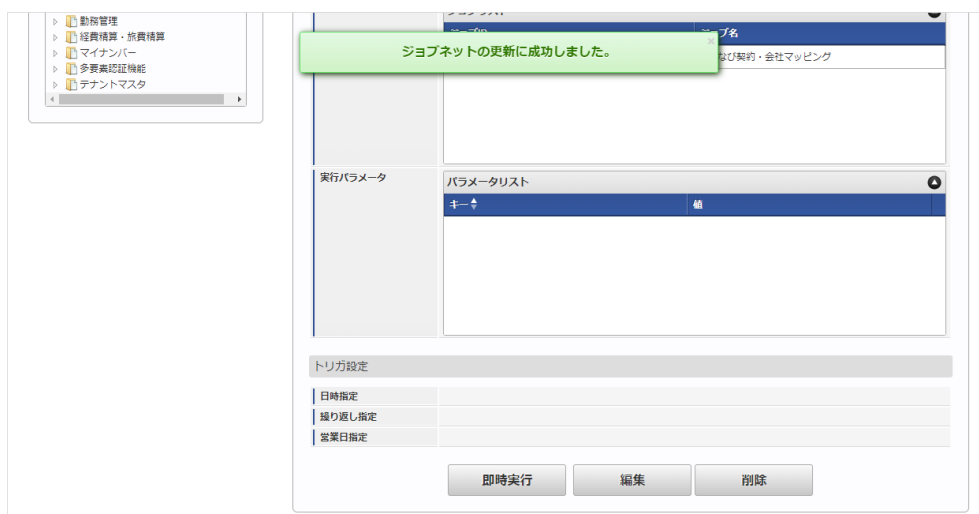 勤務管理
経費精算・旅費精算
マイナンバー
多要素認証機能
テナントマスタ
ジョブネットの更新に成功しました。
ブ名
なび契約・会社マッピング
実行パラメータ
パラメータリスト
キー
値
トリガ設定
日時指定
繰り返し指定
営業日指定
即時実行
編集
削除